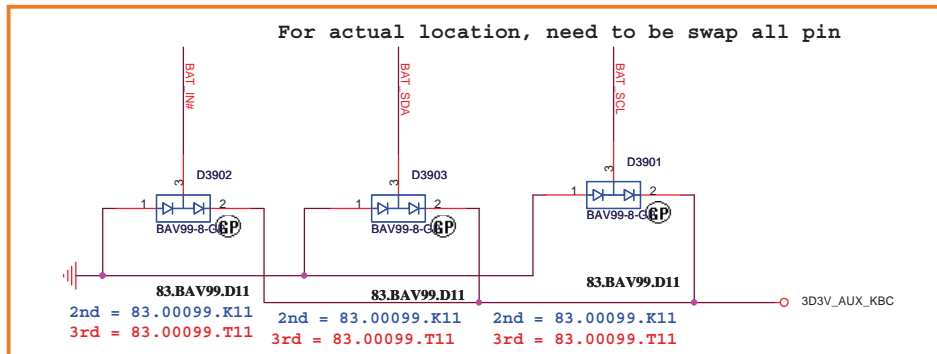 For actual location, need to be swap all pin
BAT_IN#
BAT_SDA
BAT_SCL
D3902
D3903
D3901
3
3
3
1
2
1
2
1
2
BAV99-8-GP
BAV99-8-GP
BAV99-8-GP
GP
GP
GP
83.BAV99.D11
83.BAV99.D11
83.BAV99.D11
2nd = 83.00099.K11
2nd = 83.00099.K11
2nd = 83.00099.K11
3rd = 83.00099.T11
3rd = 83.00099.T11
3rd = 83.00099.T11
3D3V_AUX_KBC